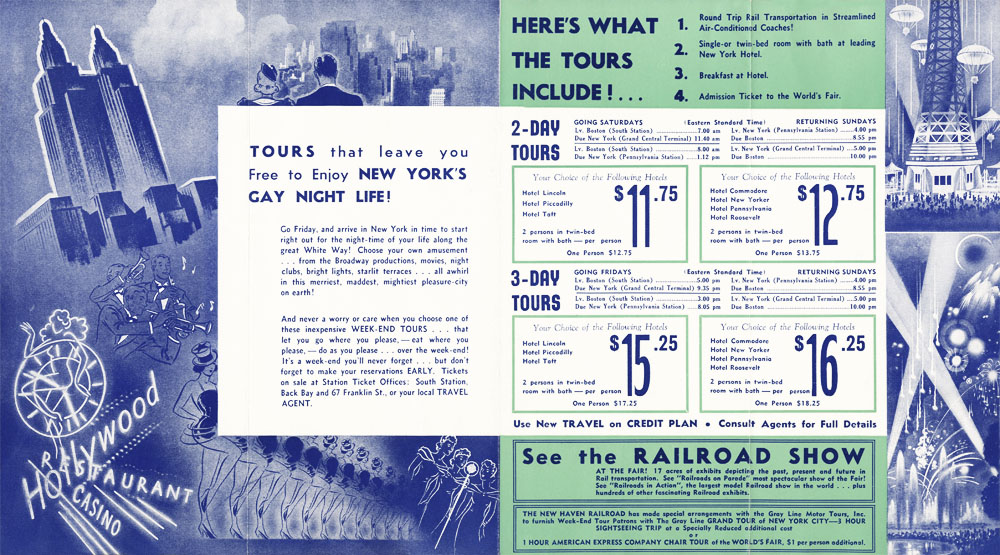 HERE'S WHAT
THE TOURS
INCLUDE!...
1. Round Trip Rail Transportation in Streamlined
Air-Conditioned Coaches!
2. Single-or twin-bed room with bath at leading
New York Hotel.
3. Breakfast at Hotel.
4. Admission Ticket to the World's Fair.
TOURS that leave you
Free to Enjoy NEW YORK'S
GAY NIGHT LIFE!
Go Friday, and arrive in New York in time to start
right out for the night-time of your life along the
great White Way! Choose your own amusement
. . . from the Broadway productions, movies, night
clubs, bright lights, starlit terraces . . . all awhirl
in this merriest, maddest, mightiest pleasure-city
on earth!
And never a worry or care when you choose one of
these inexpensive WEEK-END TOURS . . . that
let you go where you please, — eat where you
please, — do as you please . . . over the week-end!
It's a week-end you'll never forget . . . but don't
forget to make your reservations EARLY. Tickets
on sale at Station Ticket Offices: South Station,
Back Bay and 67 Franklin St., or your local TRAVEL
AGENT.
Hollywood
RESTAURANT
CASINO
2-DAY
TOURS
GOING SATURDAYS (Eastern Standard Time) RETURNING SUNDAYS
Lv. Boston (South Station) ..........7.00 am Lv. New York (Pennsylvania Station) .....4.00 pm
Due New York (Grand Central Terminal) 11.40 am Due Boston ..........8.55 pm
Lv. Boston (South Station) ..........8.00 am Lv. New York (Grand Central Terminal) ...5.00 pm
Due New York (Pennsylvania Station) ....1.12 pm Due Boston ..........10.00 pm
Your Choice of the Following Hotels
Hotel Lincoln
Hotel Piccadilly
Hotel Taft
$11.75
2 persons in twin-bed
room with bath — per person
One Person $12.75
Your Choice of the Following Hotels
Hotel Commodore
Hotel New Yorker
Hotel Pennsylvania
Hotel Roosevelt
$12.75
2 persons in twin-bed
room with bath — per person
One Person $13.75
3-DAY
TOURS
GOING FRIDAYS (Eastern Standard Time) RETURNING SUNDAYS
Lv. Boston (South Station) ..........5.00 pm Lv. New York (Pennsylvania Station) .....4.00 pm
Due New York (Grand Central Terminal) 9.35 pm Due Boston ..........8.55 pm
Lv. Boston (South Station) ..........3.00 pm Lv. New York (Grand Central Terminal) ...5.00 pm
Due New York (Pennsylvania Station) ....8.05 pm Due Boston ..........10.00 pm
Your Choice of the Following Hotels
Hotel Lincoln
Hotel Piccadilly
Hotel Taft
$15.25
2 persons in twin-bed
room with bath — per person
One Person $17.25
Your Choice of the Following Hotels
Hotel Commodore
Hotel New Yorker
Hotel Pennsylvania
Hotel Roosevelt
$16.25
2 persons in twin-bed
room with bath — per person
One Person $18.25
Use New TRAVEL on CREDIT PLAN • Consult Agents for Full Details
See the RAILROAD SHOW
AT THE FAIR! 17 acres of exhibits depicting the past, present and future in
Rail transportation. See "Railroads on Parade" most spectacular show of the Fair!
See "Railroads in Action", the largest model Railroad show in the world . . . plus
hundreds of other fascinating Railroad exhibits.
THE NEW HAVEN RAILROAD has made special arrangements with the Gray Line Motor Tours, Inc.
to furnish Week-End Tour Patrons with The Gray Line GRAND TOUR of NEW YORK CITY—3 HOUR
SIGHTSEEING TRIP at a Specially Reduced additional cost
or
1 HOUR AMERICAN EXPRESS COMPANY CHAIR TOUR of the WORLD'S FAIR, $1 per person additional.